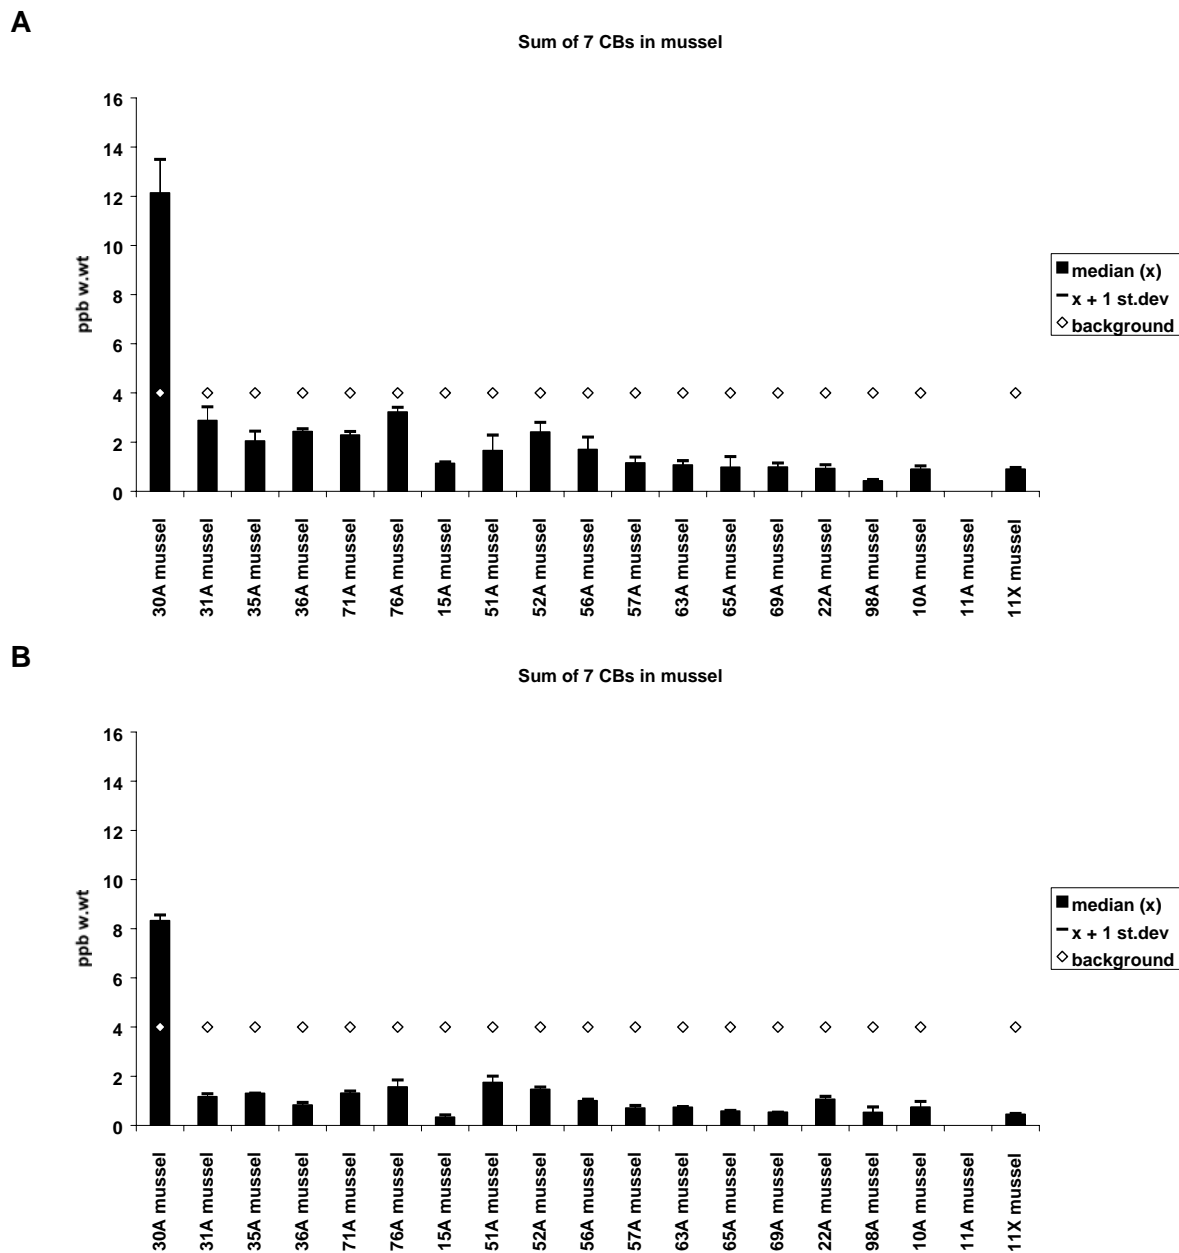 A
Sum of 7 CBs in mussel
16
14
12
10
8
6
4
2
0
ppb w.wt
30A mussel
31A mussel
35A mussel
36A mussel
71A mussel
76A mussel
15A mussel
51A mussel
52A mussel
56A mussel
57A mussel
63A mussel
65A mussel
69A mussel
22A mussel
98A mussel
10A mussel
11A mussel
11X mussel
median (x)
x + 1 st.dev
background
B
Sum of 7 CBs in mussel
16
14
12
10
8
6
4
2
0
ppb w.wt
30A mussel
31A mussel
35A mussel
36A mussel
71A mussel
76A mussel
15A mussel
51A mussel
52A mussel
56A mussel
57A mussel
63A mussel
65A mussel
69A mussel
22A mussel
98A mussel
10A mussel
11A mussel
11X mussel
median (x)
x + 1 st.dev
background